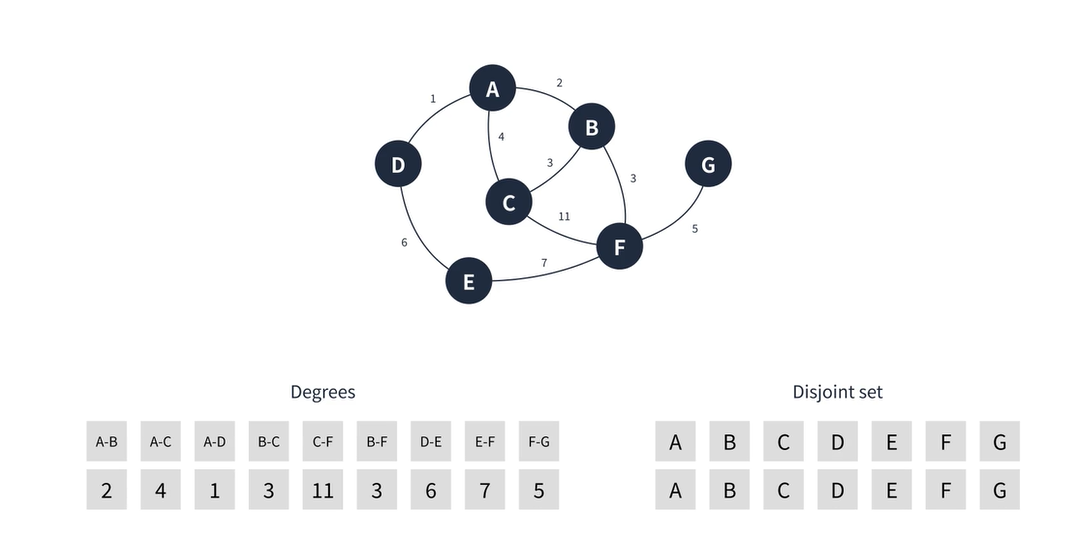 A
2
B
1
4
D
3
G
3
C
11
F
5
6
7
E
Degrees
Disjoint set
A-B A-C A-D B-C C-F B-F D-E E-F F-G
A B C D E F G
2 4 1 3 11 3 6 7 5
A B C D E F G